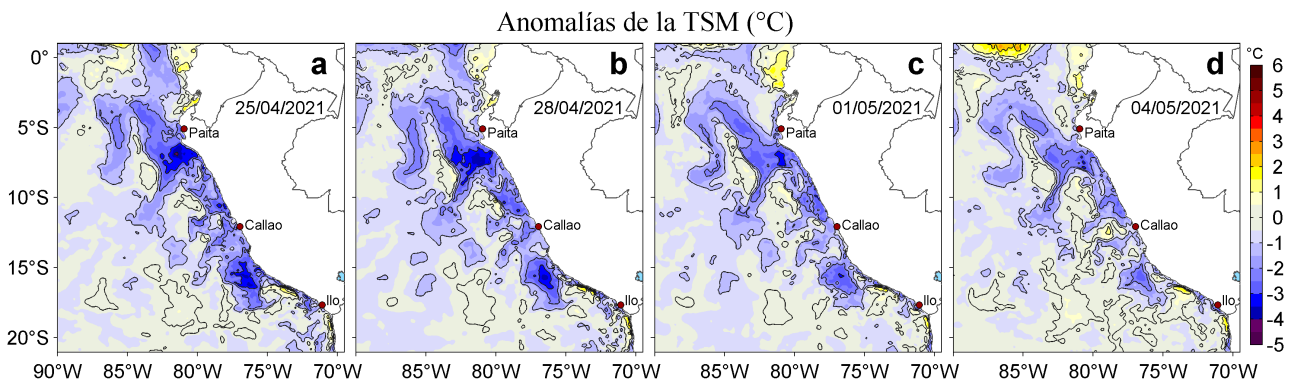 Anomalías de la TSM (°C)
a
25/04/2021
Paita
Callao
Ilo
b
28/04/2021
Paita
Callao
Ilo
c
01/05/2021
Paita
Callao
Ilo
d
04/05/2021
Paita
Callao
Ilo
0°
5°S
10°S
15°S
20°S
90°W 85°W 80°W 75°W 70°W
85°W 80°W 75°W 70°W
85°W 80°W 75°W 70°W
85°W 80°W 75°W 70°W
°C
6
5
4
3
2
1
0
-1
-2
-3
-4
-5